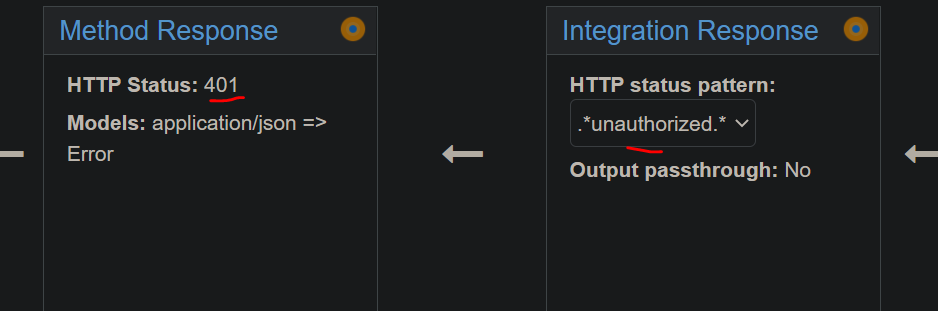 Method Response
HTTP Status: 401
Models: application/json =>
Error
Integration Response
HTTP status pattern:
.*unauthorized.*
Output passthrough: No